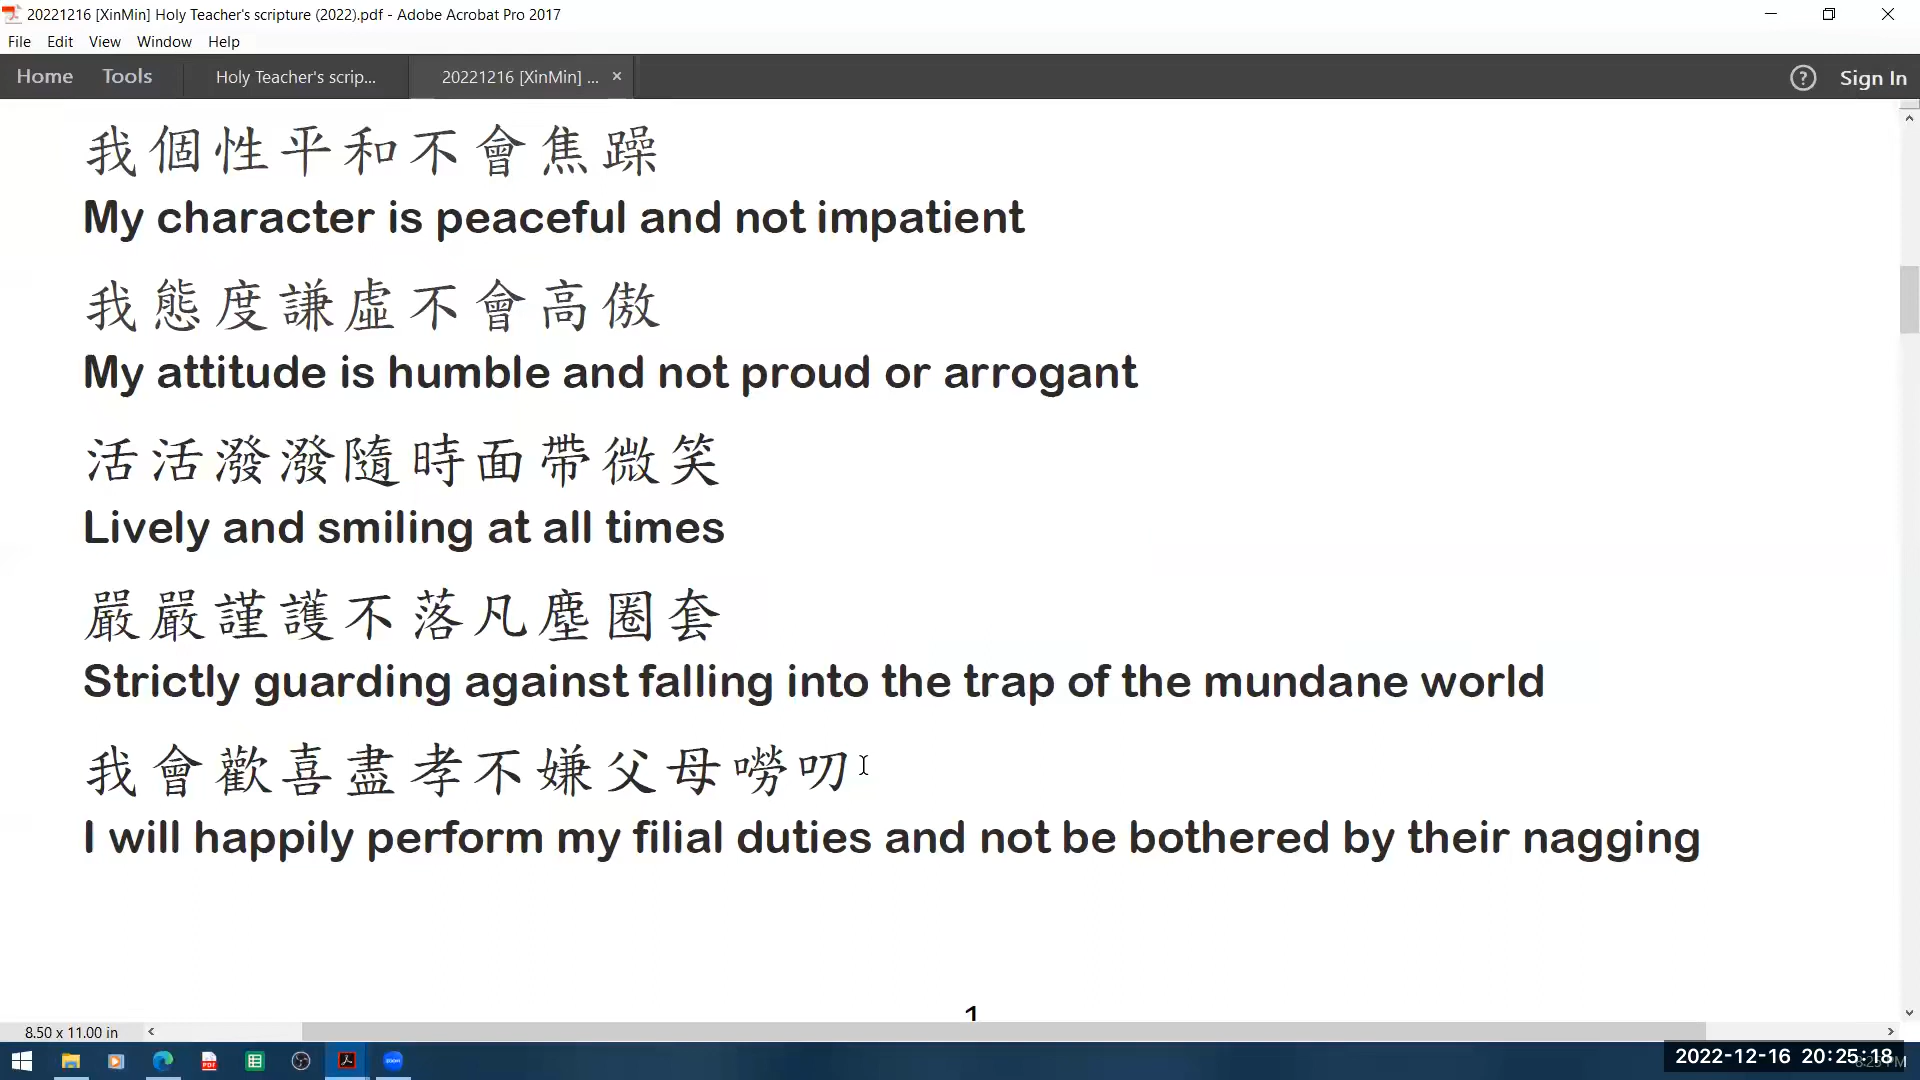 20221216 [XinMin] Holy Teacher's scripture (2022).pdf - Adobe Acrobat Pro 2017
File Edit View Window Help
Home Tools Holy Teacher's scrip... 20221216 [XinMin] ... × ? Sign In
我個性平和不會焦躁
My character is peaceful and not impatient
我態度謙虛不會高傲
My attitude is humble and not proud or arrogant
活活潑潑隨時面帶微笑
Lively and smiling at all times
嚴嚴謹護不落凡塵圈套
Strictly guarding against falling into the trap of the mundane world
我會歡喜盡孝不嫌父母嘮叨
I will happily perform my filial duties and not be bothered by their nagging
1
8.50 x 11.00 in
2022-12-16 20:25:18